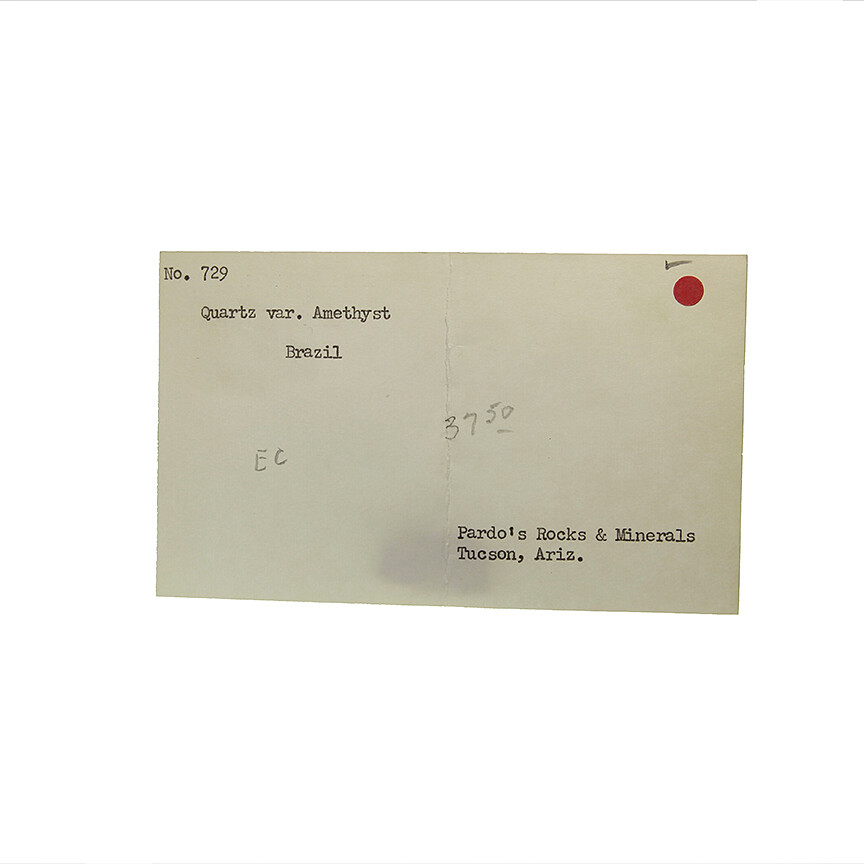 No. 729
Quartz var. Amethyst
Brazil
37 50
EC
Pardo's Rocks & Minerals
Tucson, Ariz.